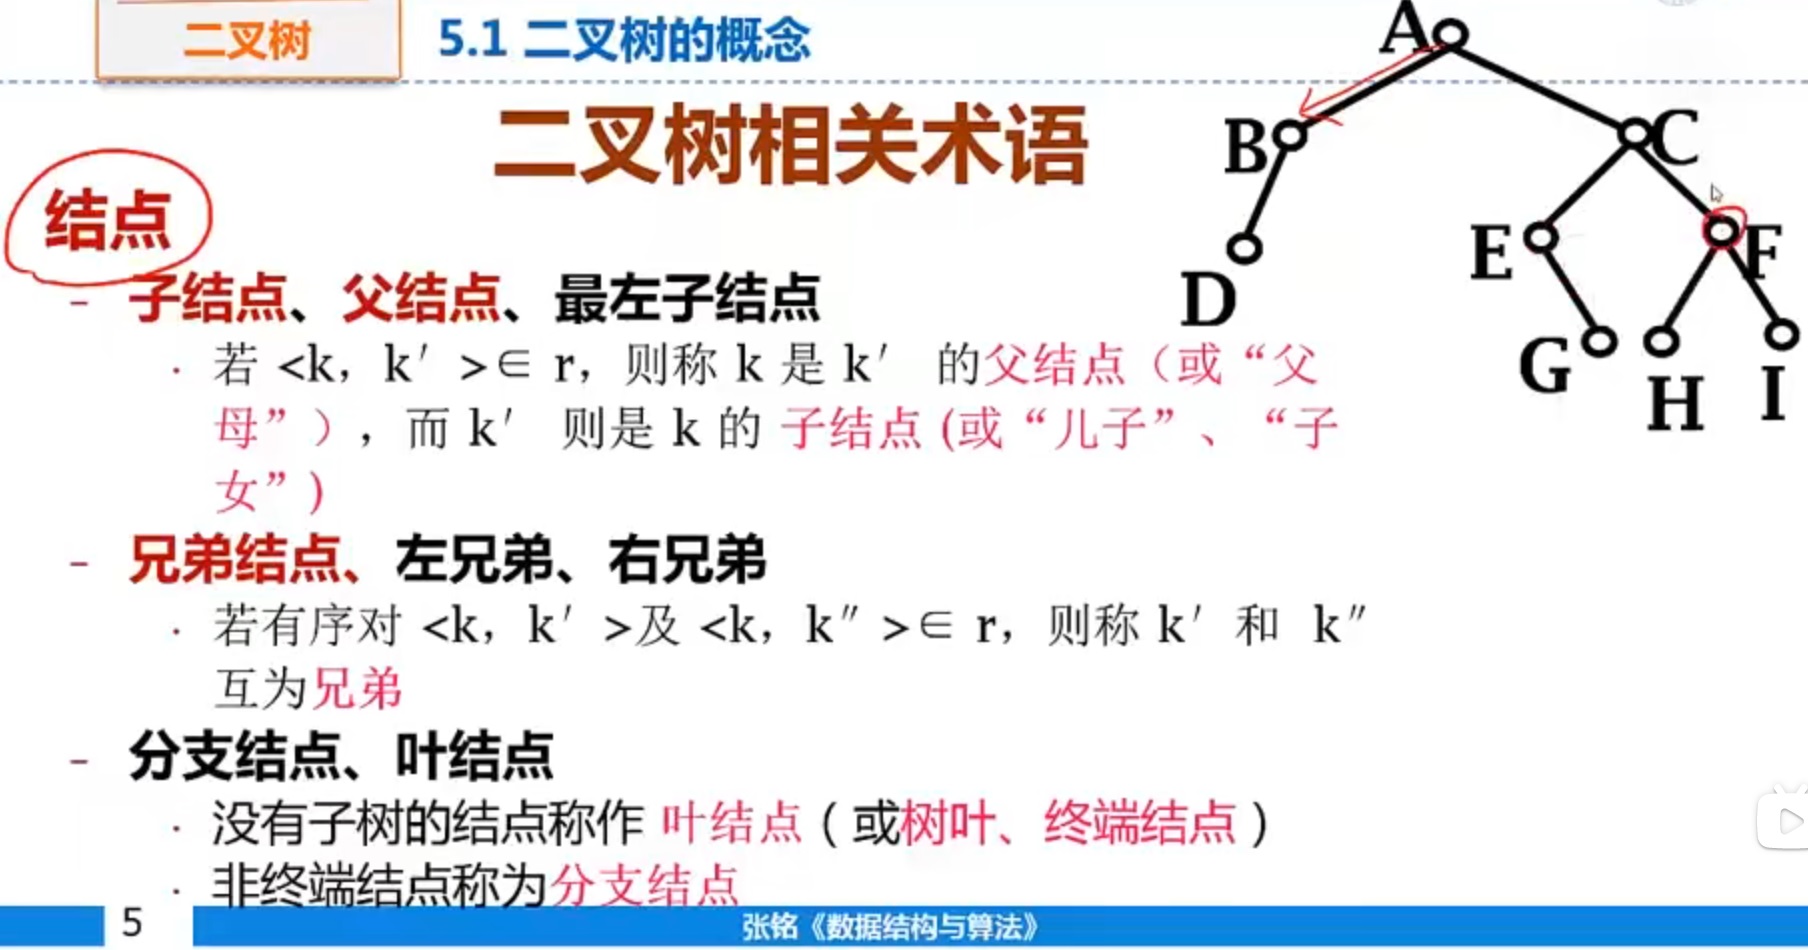 二叉树
5.1 二叉树的概念
二叉树相关术语
结点
- 子结点、父结点、最左子结点
· 若 <k, k′ >∈ r，则称 k 是 k′ 的父结点（或“父
母”），而 k′ 则是 k 的 子结点 (或“儿子”、“子
女”)
- 兄弟结点、左兄弟、右兄弟
· 若有序对 <k, k′ >及 <k, k″ >∈ r，则称 k′ 和 k″
互为兄弟
- 分支结点、叶结点
· 没有子树的结点称作 叶结点（或树叶、终端结点）
· 非终端结点称为分支结点
A
B
C
D
E
F
G
H
I
5
张铭《数据结构与算法》